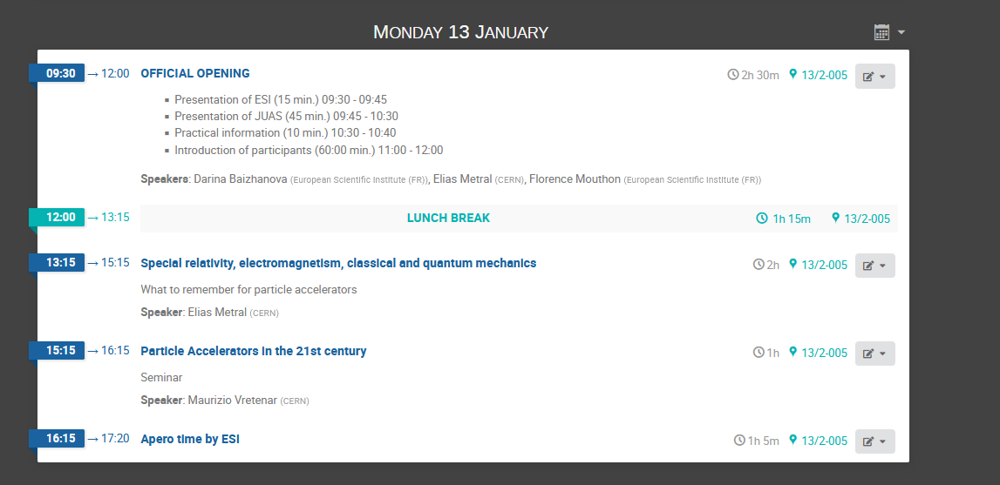 MONDAY 13 JANUARY
09:30 → 12:00 OFFICIAL OPENING 2h 30m 13/2-005
▪ Presentation of ESI (15 min.) 09:30 - 09:45
▪ Presentation of JUAS (45 min.) 09:45 - 10:30
▪ Practical information (10 min.) 10:30 - 10:40
▪ Introduction of participants (60:00 min.) 11:00 - 12:00
Speakers: Darina Baizhanova (European Scientific Institute (FR)), Elias Metral (CERN), Florence Mouthon (European Scientific Institute (FR))
12:00 → 13:15 LUNCH BREAK 1h 15m 13/2-005
13:15 → 15:15 Special relativity, electromagnetism, classical and quantum mechanics 2h 13/2-005
What to remember for particle accelerators
Speaker: Elias Metral (CERN)
15:15 → 16:15 Particle Accelerators in the 21st century 1h 13/2-005
Seminar
Speaker: Maurizio Vretenar (CERN)
16:15 → 17:20 Apero time by ESI 1h 5m 13/2-005